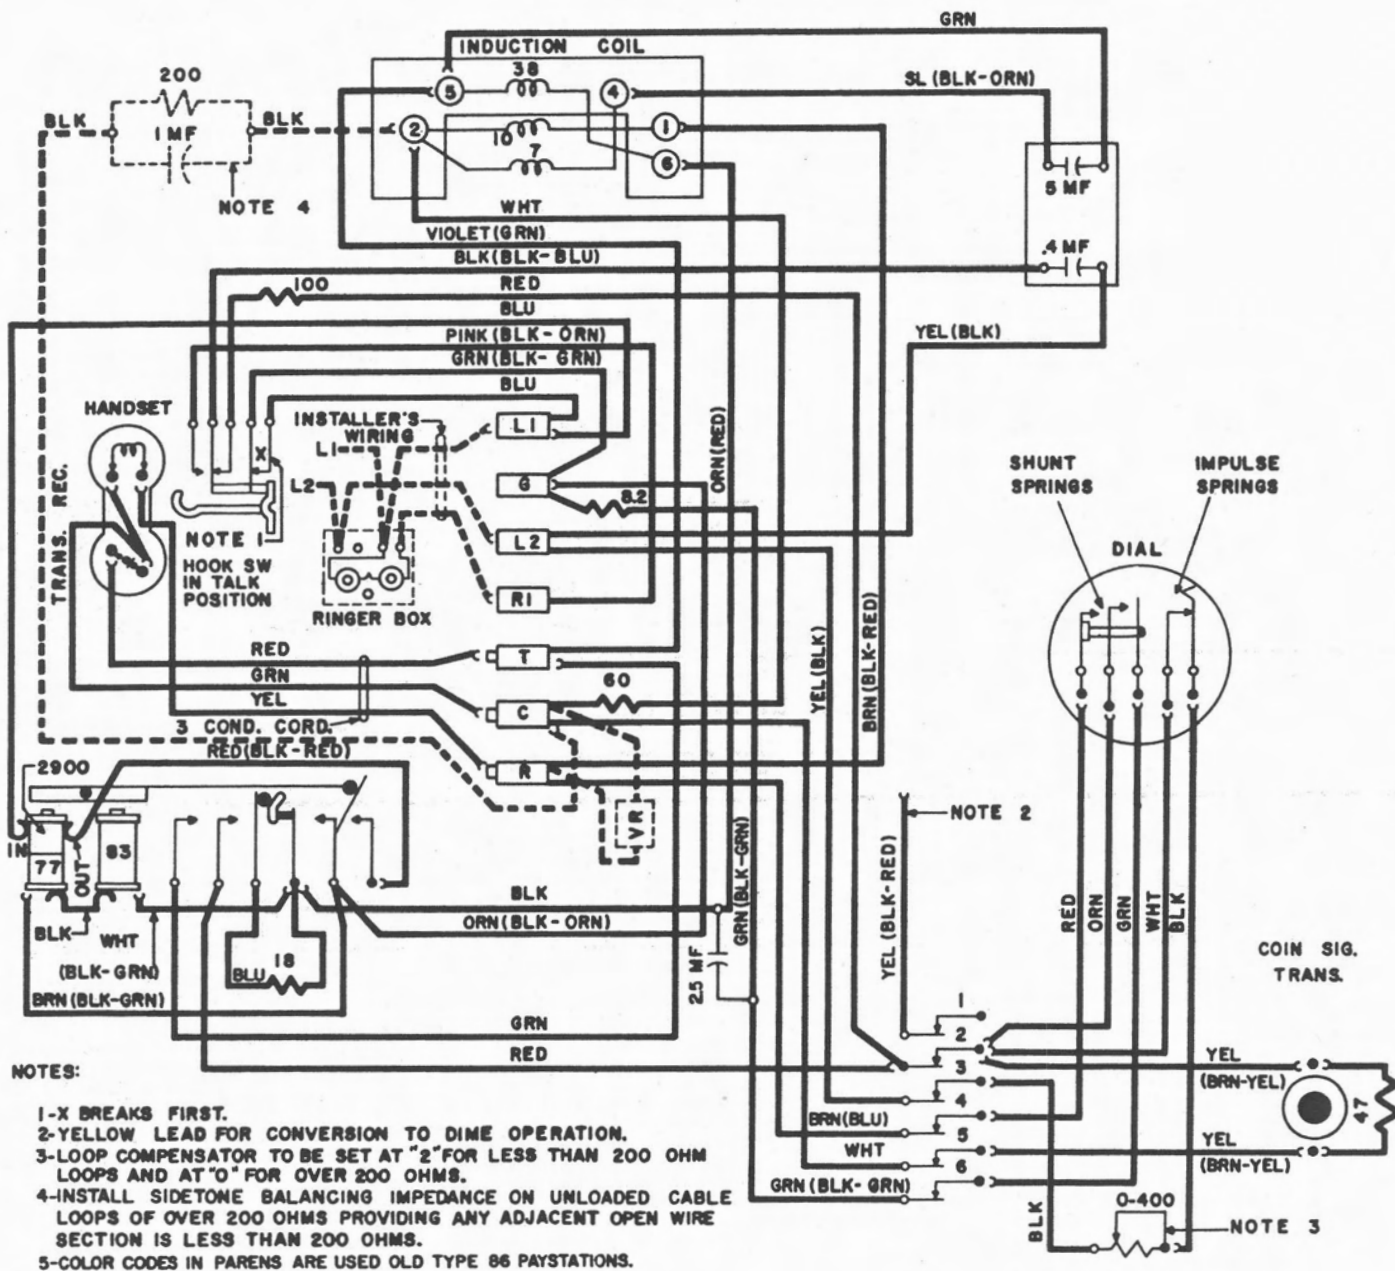 GRN
INDUCTION COIL
200
38
SL (BLK-ORN)
5
4
BLK
1 MF
BLK
2
10
1
7
6
5 MF
NOTE 4
WHT
VIOLET(GRN)
BLK(BLK-BLU)
.4 MF
100
RED
BLU
PINK(BLK-ORN)
YEL(BLK)
GRN(BLK-GRN)
BLU
HANDSET
INSTALLER'S
WIRING
L1
L1
X
ORN(RED)
REC.
TRANS.
L2
G
8.2
SHUNT
SPRINGS
IMPULSE
SPRINGS
NOTE 1
L2
DIAL
HOOK SW
IN TALK
POSITION
R1
RINGER BOX
RED
T
GRN
60
YEL
C
YEL(BLK)
BRN(BLK-RED)
3 COND. CORD.
RED(BLK-RED)
2900
R
VR
NOTE 2
IN
77
OUT
83
BLK
ORN(BLK-ORN)
GRN(BLK-GRN)
YEL(BLK-RED)
RED
ORN
GRN
WHT
BLK
BLK
WHT
(BLK-GRN)
BLU
18
2.5 MF
COIN SIG.
TRANS.
BRN(BLK-GRN)
1
GRN
2
RED
3
YEL
(BRN-YEL)
4
47
BRN(BLU)
5
YEL
(BRN-YEL)
WHT
6
GRN(BLK-GRN)
0-400
BLK
NOTE 3
NOTES:
1-X BREAKS FIRST.
2-YELLOW LEAD FOR CONVERSION TO DIME OPERATION.
3-LOOP COMPENSATOR TO BE SET AT "2" FOR LESS THAN 200 OHM
LOOPS AND AT "0" FOR OVER 200 OHMS.
4-INSTALL SIDETONE BALANCING IMPEDANCE ON UNLOADED CABLE
LOOPS OF OVER 200 OHMS PROVIDING ANY ADJACENT OPEN WIRE
SECTION IS LESS THAN 200 OHMS.
5-COLOR CODES IN PARENS ARE USED OLD TYPE 86 PAYSTATIONS.